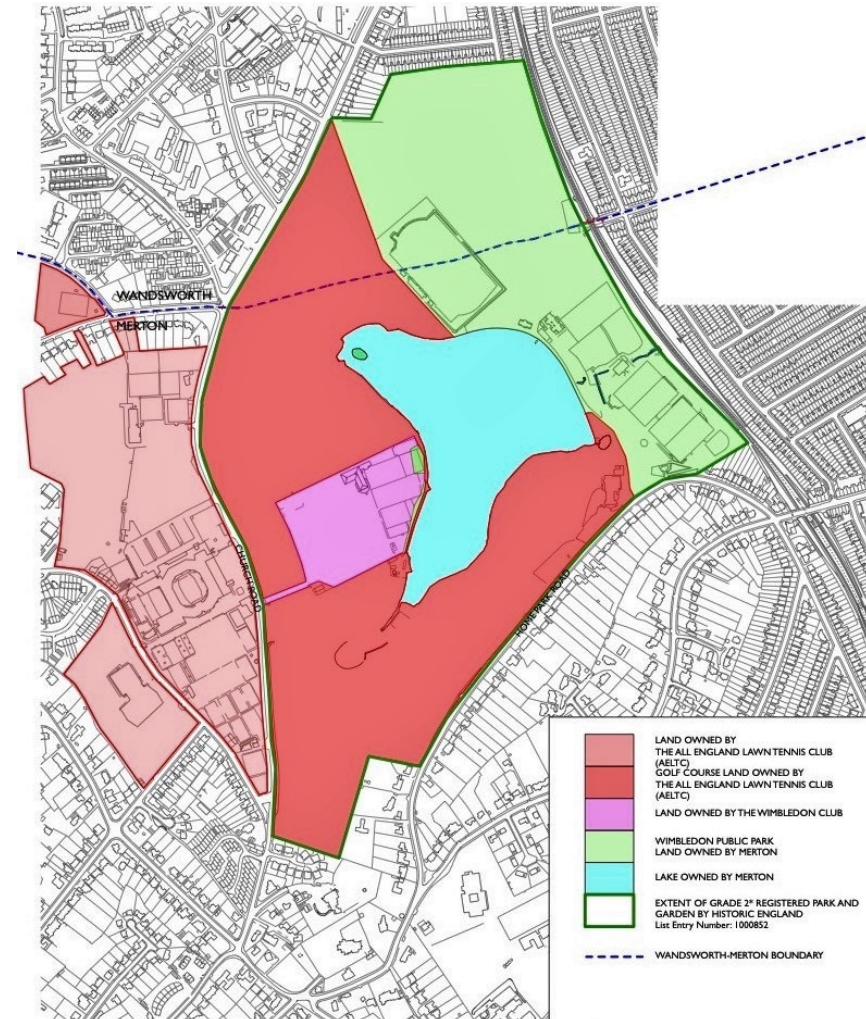 WANDSWORTH
MERTON
CHURCH ROAD
HOME PARK ROAD
LAND OWNED BY
THE ALL ENGLAND LAWN TENNIS CLUB
(AELTC)
GOLF COURSE LAND OWNED BY
THE ALL ENGLAND LAWN TENNIS CLUB
(AELTC)
LAND OWNED BY THE WIMBLEDON CLUB
WIMBLEDON PUBLIC PARK
LAND OWNED BY MERTON
LAKE OWNED BY MERTON
EXTENT OF GRADE 2* REGISTERED PARK AND
GARDEN BY HISTORIC ENGLAND
List Entry Number: 1000852
WANDSWORTH-MERTON BOUNDARY